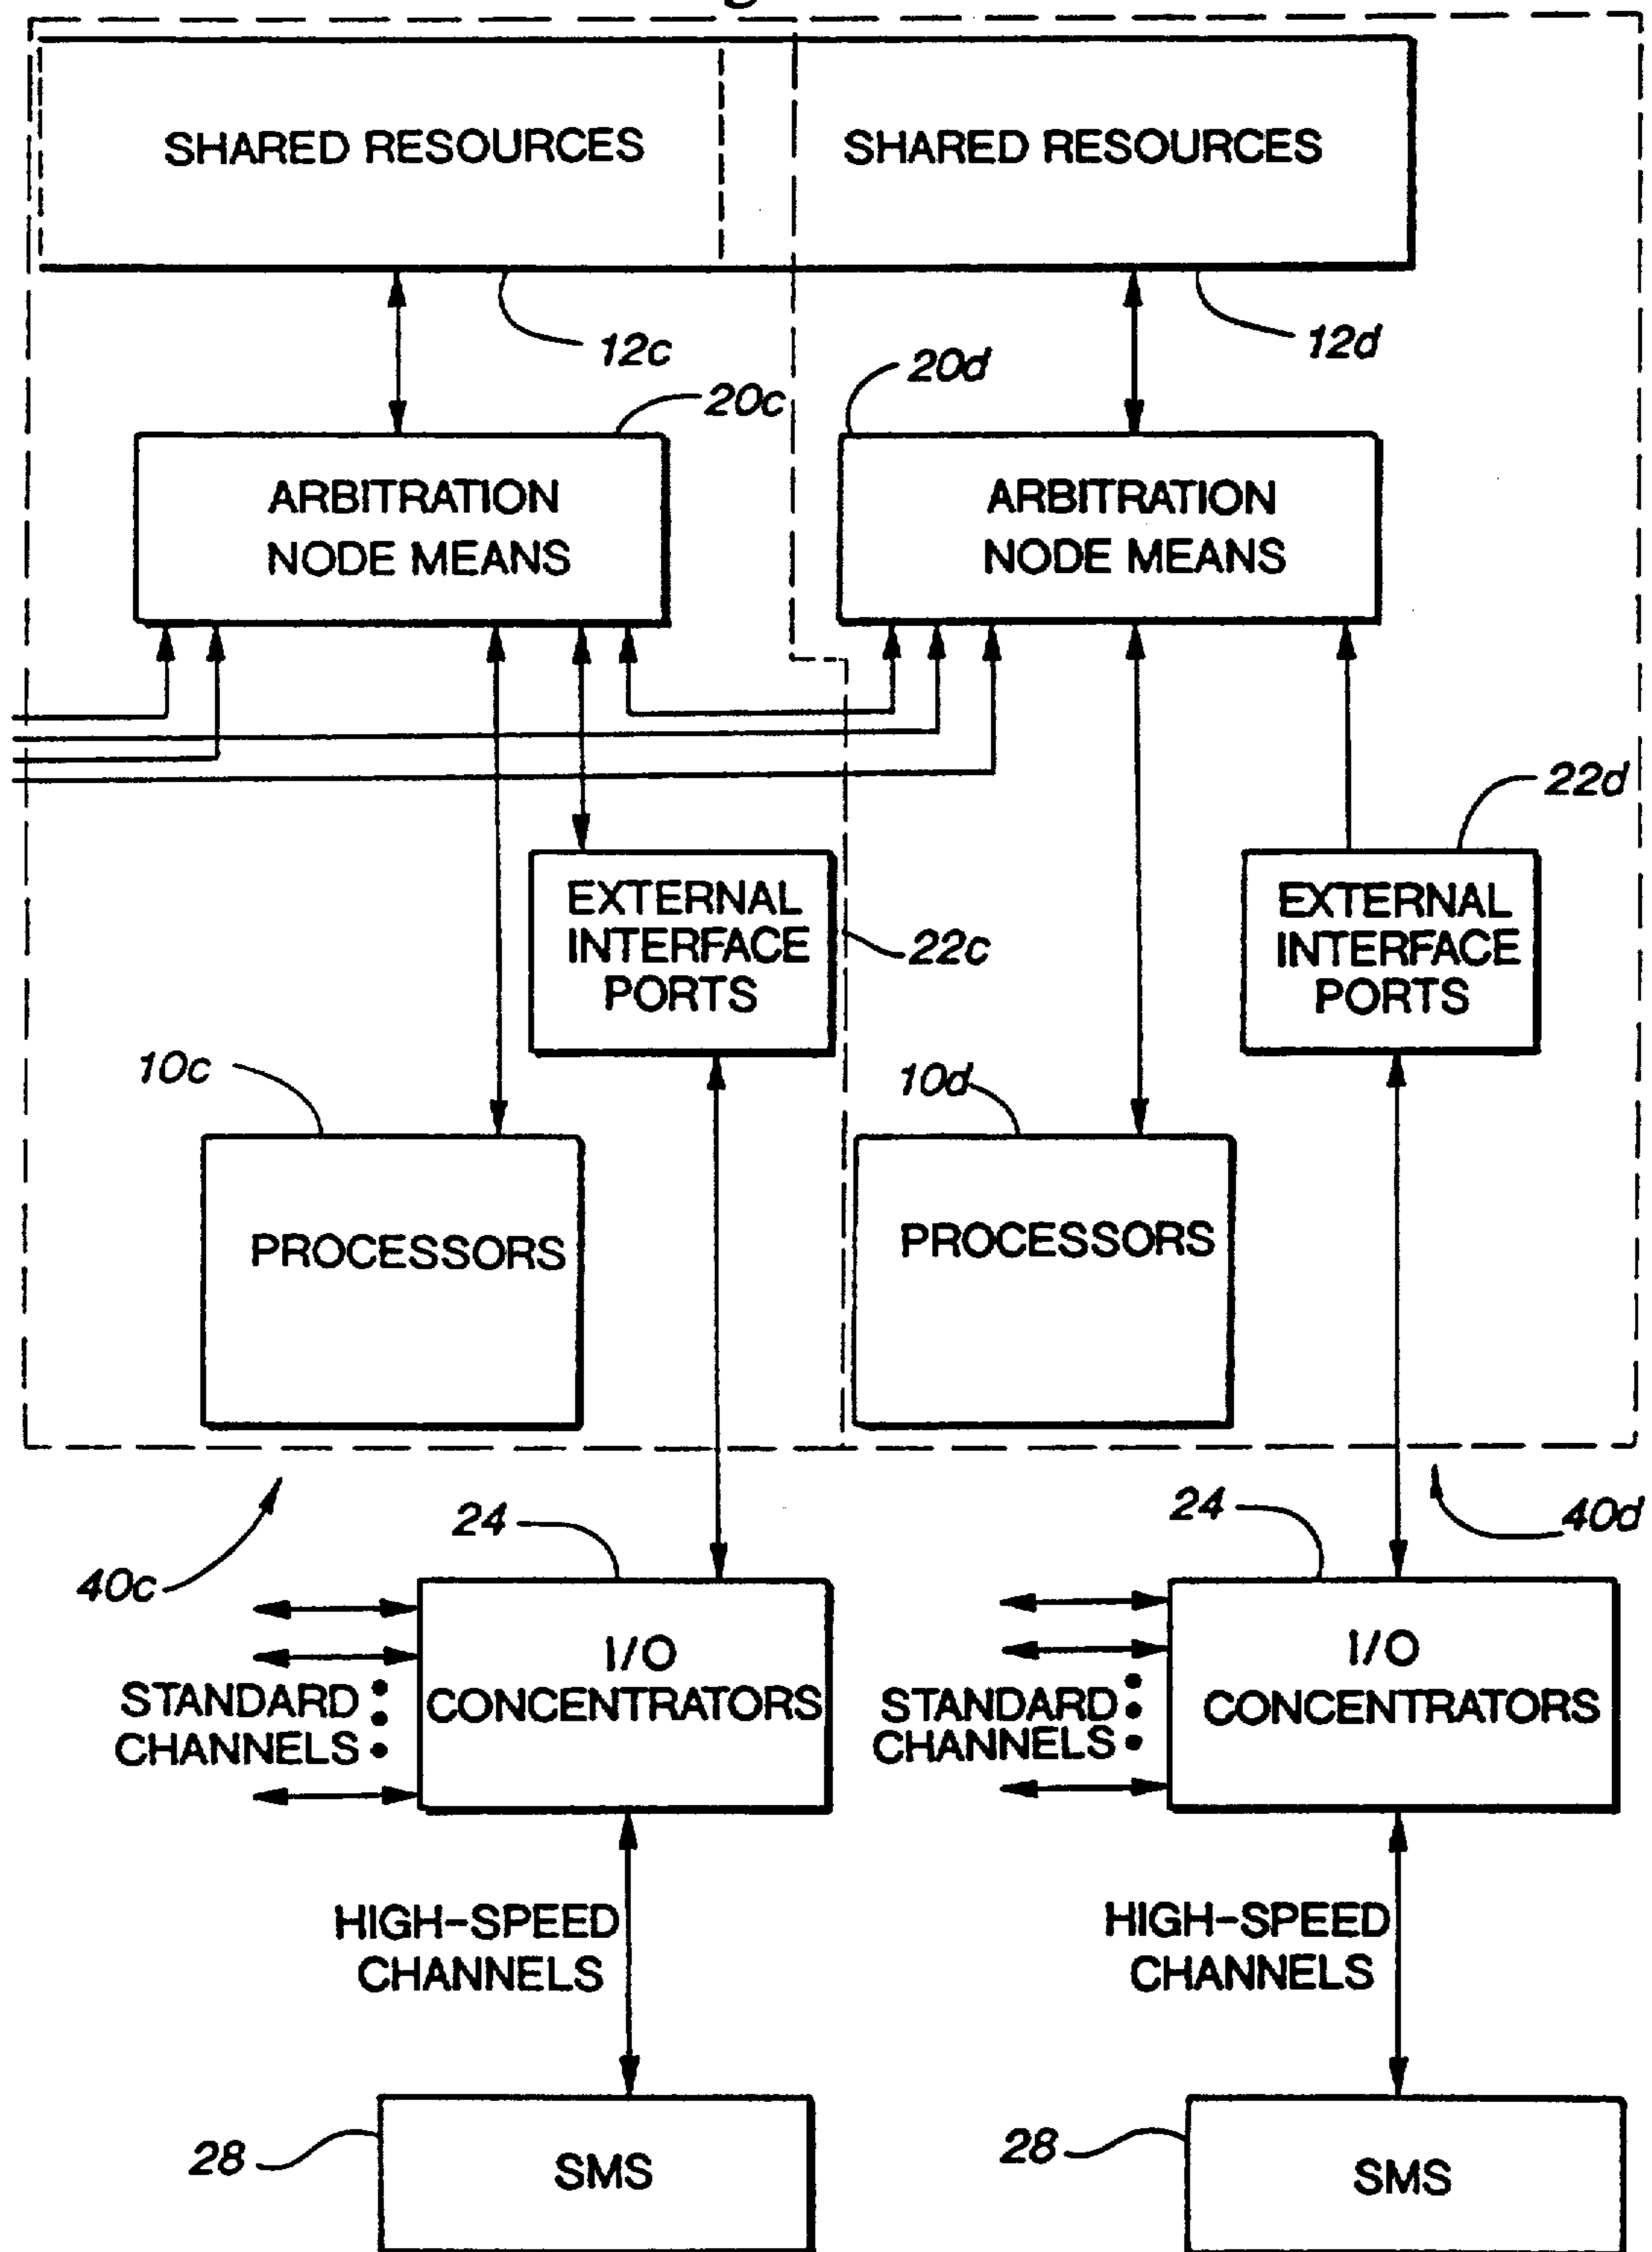 SHARED RESOURCES
SHARED RESOURCES
12c
12d
20c
20d
ARBITRATION
NODE MEANS
ARBITRATION
NODE MEANS
22d
EXTERNAL
INTERFACE
PORTS
22c
EXTERNAL
INTERFACE
PORTS
10c
10d
PROCESSORS
PROCESSORS
40c
24
24
40d
I/O
CONCENTRATORS
STANDARD
CHANNELS
I/O
CONCENTRATORS
STANDARD
CHANNELS
HIGH-SPEED
CHANNELS
HIGH-SPEED
CHANNELS
28
SMS
28
SMS